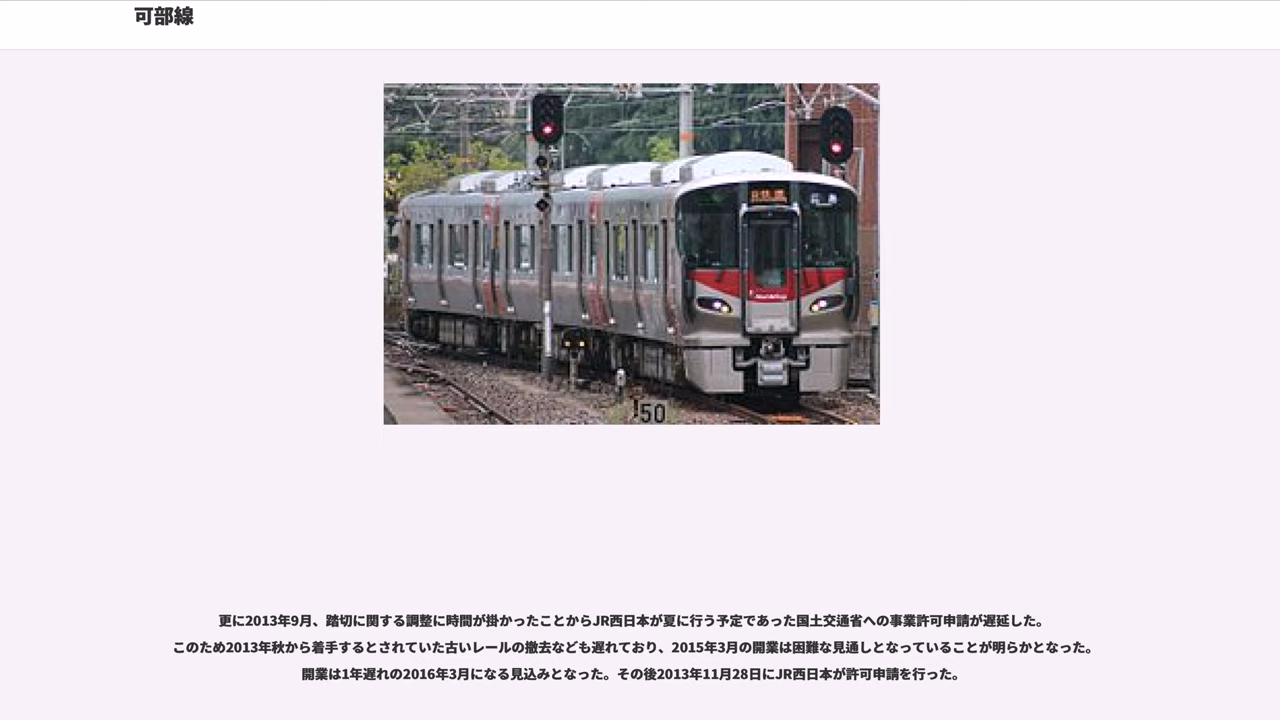 可部線
50
更に2013年9月、踏切に関する調整に時間が掛かったことからJR西日本が夏に行う予定であった国土交通省への事業許可申請が遅延した。
このため2013年秋から着手するとされていた古いレールの撤去なども遅れており、2015年3月の開業は困難な見通しとなっていることが明らかとなった。
開業は1年遅れの2016年3月になる見込みとなった。その後2013年11月28日にJR西日本が許可申請を行った。